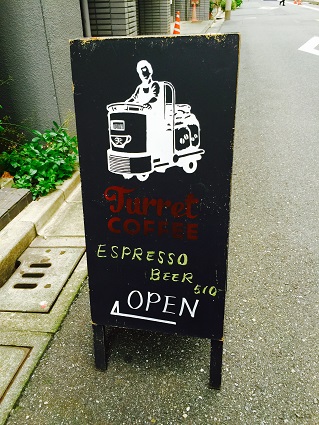 Turret
COFFEE
ESPRESSO
BEER
510-
OPEN